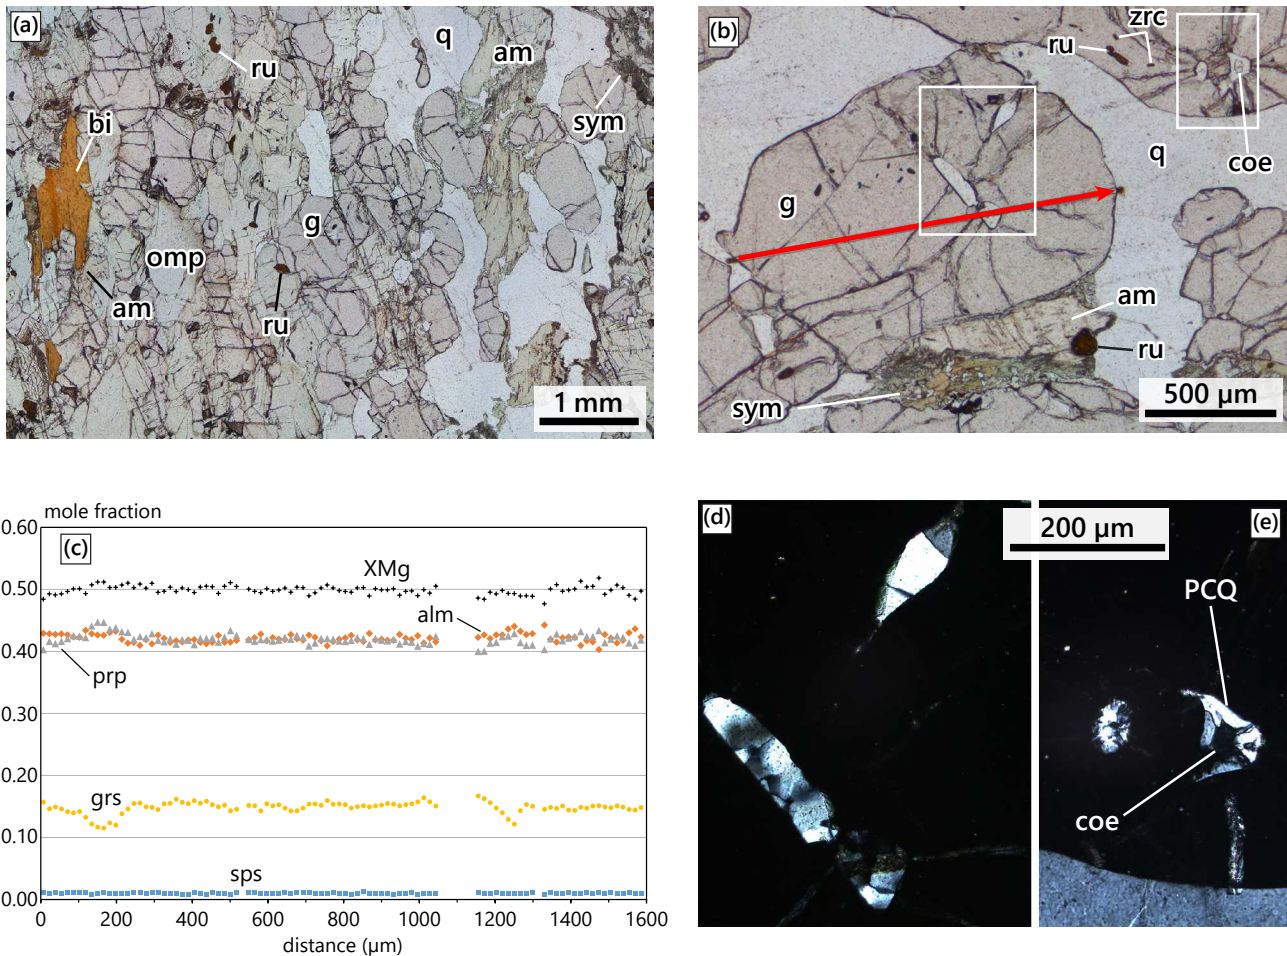 (a)
ru
q
am
sym
bi
g
omp
am
ru
1 mm
(b)
zrc
ru
coe
q
g
am
ru
sym
500 µm
mole fraction
0.60
(c)
0.50
XMg
alm
0.40
prp
0.30
0.20
grs
0.10
sps
0.00
0 200 400 600 800 1000 1200 1400 1600
distance (µm)
(d)
200 µm
(e)
PCQ
coe